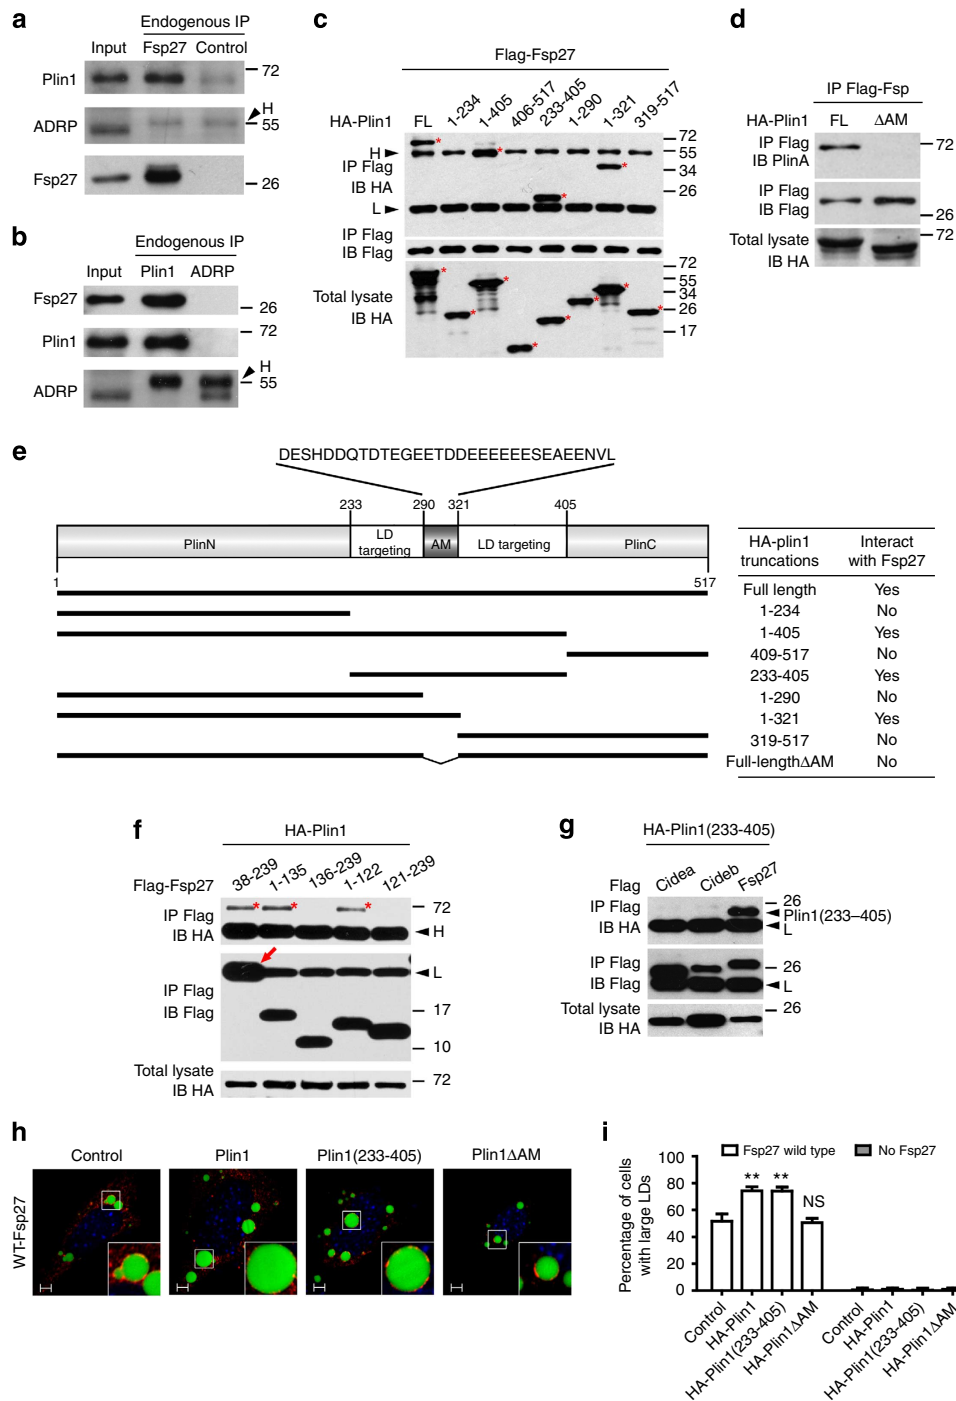 a
Endogenous IP
Input Fsp27 Control
Plin1
72
ADRP
H
55
Fsp27
26
b
Endogenous IP
Input Plin1 ADRP
Fsp27
26
Plin1
72
ADRP
H
55
c
Flag-Fsp27
HA-Plin1 FL 1-234 1-405 406-517 233-405 1-290 1-321 319-517
H
IP Flag
IB HA
L
72
55
34
26
IP Flag
IB Flag
Total lysate
IB HA
72
55
34
26
17
* * * *
* * * * * * * *
d
IP Flag-Fsp
HA-Plin1 FL ΔAM
IP Flag
IB PlinA
72
IP Flag
IB Flag
26
Total lysate
IB HA
72
e
DESHDDQTDTEGEETDDEEEEEESEAEENVL
233 290 321 405
PlinN
LD
targeting
AM
LD targeting
PlinC
1 517
HA-plin1
truncations
Interact
with Fsp27
Full length Yes
1-234 No
1-405 Yes
409-517 No
233-405 Yes
1-290 No
1-321 Yes
319-517 No
Full-lengthΔAM No
f
HA-Plin1
Flag-Fsp27 38-239 1-135 136-239 1-122 121-239
IP Flag
IB HA
* * *
72
H
L
IP Flag
IB Flag
17
10
Total lysate
IB HA
72
g
HA-Plin1(233-405)
Flag Cidea Cideb Fsp27
IP Flag
IB HA
26
Plin1(233–405)
L
IP Flag
IB Flag
26
L
Total lysate
IB HA
26
h
Control Plin1 Plin1(233-405) Plin1ΔAM
WT-Fsp27
i
Fsp27 wild type No Fsp27
Percentage of cells
with large LDs
100
80
60
40
20
0
** ** NS
Control HA-Plin1 HA-Plin1(233-405) HA-Plin1ΔAM
Control HA-Plin1 HA-Plin1(233-405) HA-Plin1ΔAM